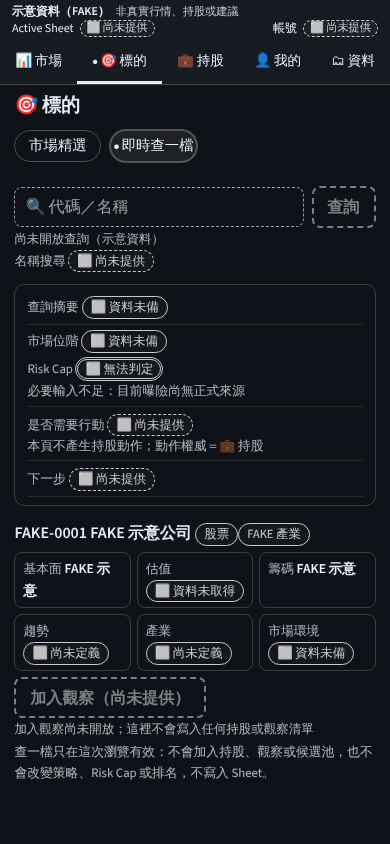 示意資料（FAKE） 非真實行情、持股或建議
Active Sheet ⬜ 尚未提供 帳號 ⬜ 尚未提供
📊 市場 ● 🎯 標的 💼 持股 👤 我的 🗂 資料
🎯 標的
市場精選 ● 即時查一檔
🔍 代碼／名稱 查詢
尚未開放查詢（示意資料）
名稱搜尋 ⬜ 尚未提供
查詢摘要 ⬜ 資料未備
市場位階 ⬜ 資料未備
Risk Cap ⬜ 無法判定
必要輸入不足：目前曝險尚無正式來源
是否需要行動 ⬜ 尚未提供
本頁不產生持股動作；動作權威＝💼 持股
下一步 ⬜ 尚未提供
FAKE-0001 FAKE 示意公司 股票 FAKE 產業
基本面 FAKE 示意
估值 ⬜ 資料未取得
籌碼 FAKE 示意
趨勢 ⬜ 尚未定義
產業 ⬜ 尚未定義
市場環境 ⬜ 資料未備
加入觀察（尚未提供）
加入觀察尚未開放；這裡不會寫入任何持股或觀察清單
查一檔只在這次瀏覽有效：不會加入持股、觀察或候選池，也不
會改變策略、Risk Cap 或排名，不寫入 Sheet。